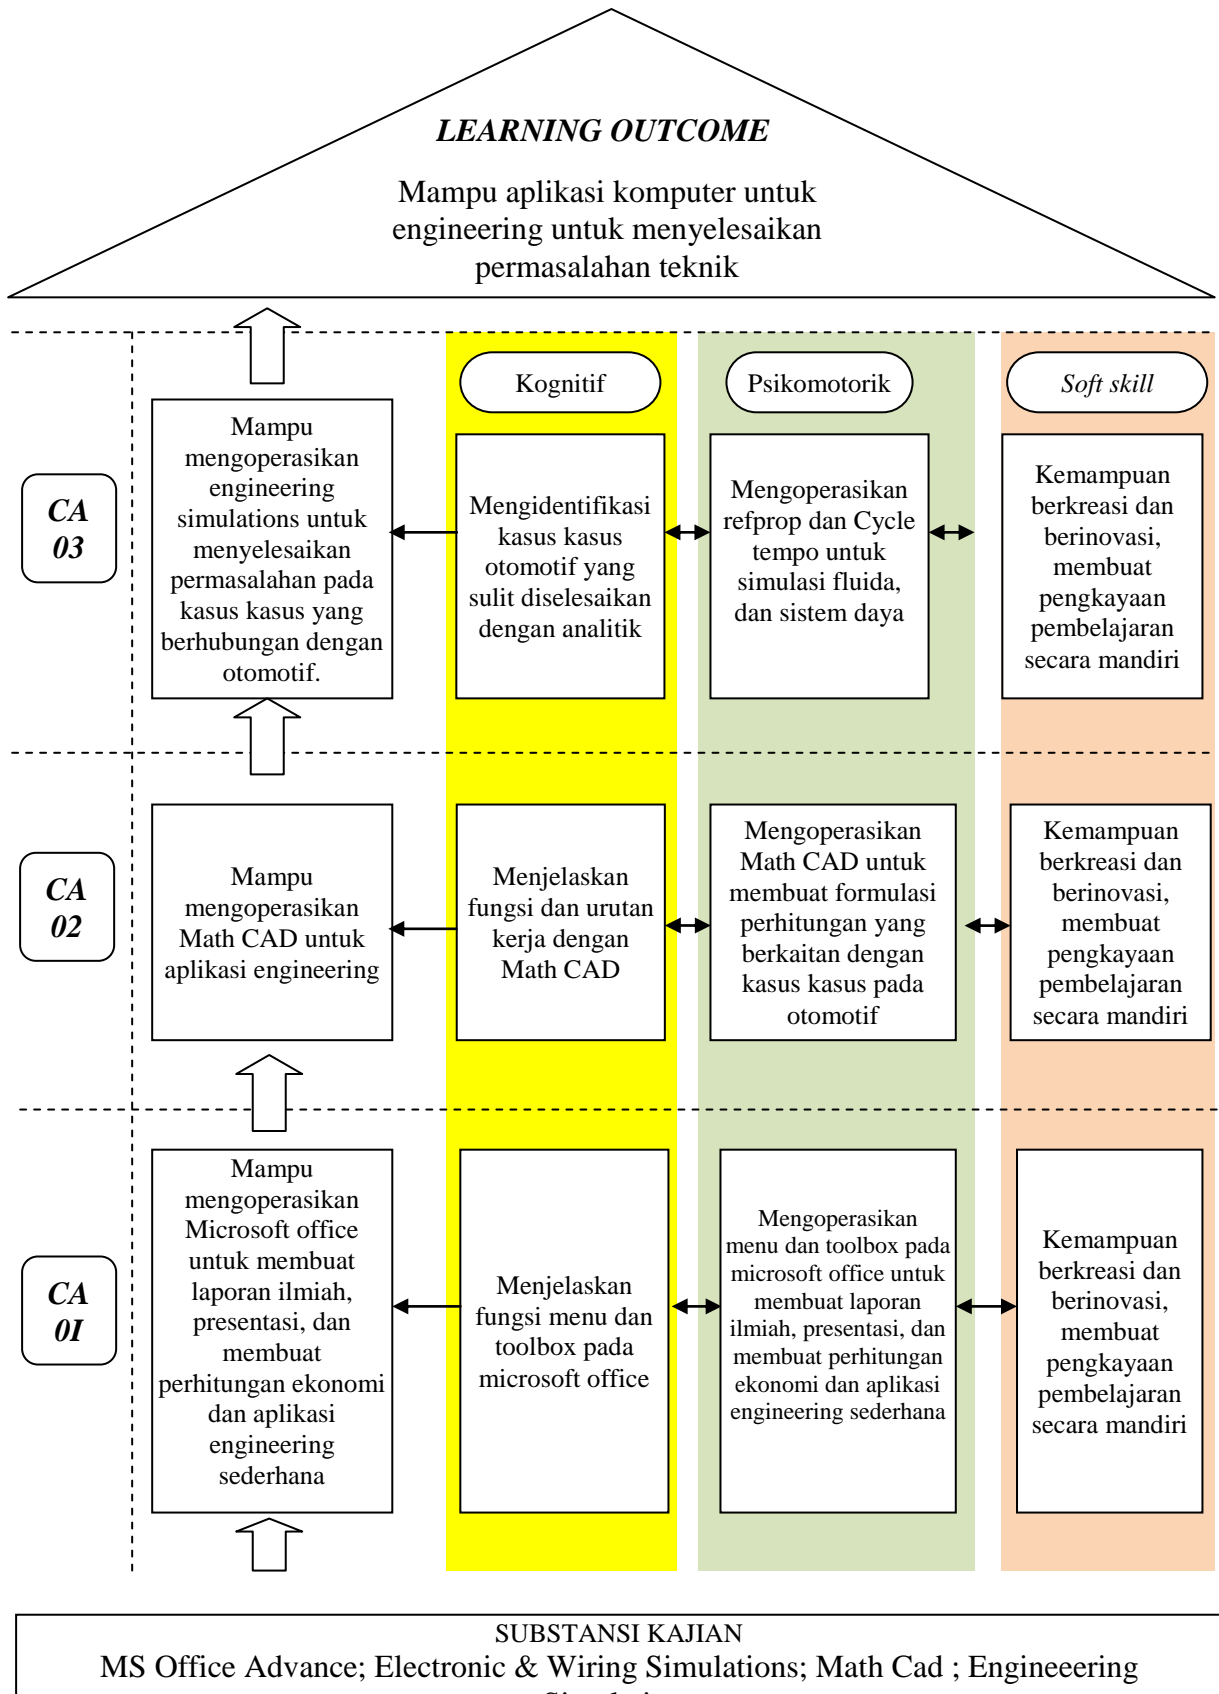 LEARNING OUTCOME
Mampu aplikasi komputer untuk
engineering untuk menyelesaikan
permasalahan teknik
Kognitif
Psikomotorik
Soft skill
CA
03
Mampu
mengoperasikan
engineering
simulations untuk
menyelesaikan
permasalahan pada
kasus kasus yang
berhubungan dengan
otomotif.
Mengidentifikasi
kasus kasus
otomotif yang
sulit diselesaikan
dengan analitik
Mengoperasikan
refprop dan Cycle
tempo untuk
simulasi fluida,
dan sistem daya
Kemampuan
berkreasi dan
berinovasi,
membuat
pengkayaan
pembelajaran
secara mandiri
CA
02
Mampu
mengoperasikan
Math CAD untuk
aplikasi engineering
Menjelaskan
fungsi dan urutan
kerja dengan
Math CAD
Mengoperasikan
Math CAD untuk
membuat formulasi
perhitungan yang
berkaitan dengan
kasus kasus pada
otomotif
Kemampuan
berkreasi dan
berinovasi,
membuat
pengkayaan
pembelajaran
secara mandiri
CA
0I
Mampu
mengoperasikan
Microsoft office
untuk membuat
laporan ilmiah,
presentasi, dan
membuat
perhitungan ekonomi
dan aplikasi
engineering
sederhana
Menjelaskan
fungsi menu dan
toolbox pada
microsoft office
Mengoperasikan
menu dan toolbox pada
microsoft office untuk
membuat laporan
ilmiah, presentasi, dan
membuat perhitungan
ekonomi dan aplikasi
engineering sederhana
Kemampuan
berkreasi dan
berinovasi,
membuat
pengkayaan
pembelajaran
secara mandiri
SUBSTANSI KAJIAN
MS Office Advance; Electronic & Wiring Simulations; Math Cad ; Engineeering